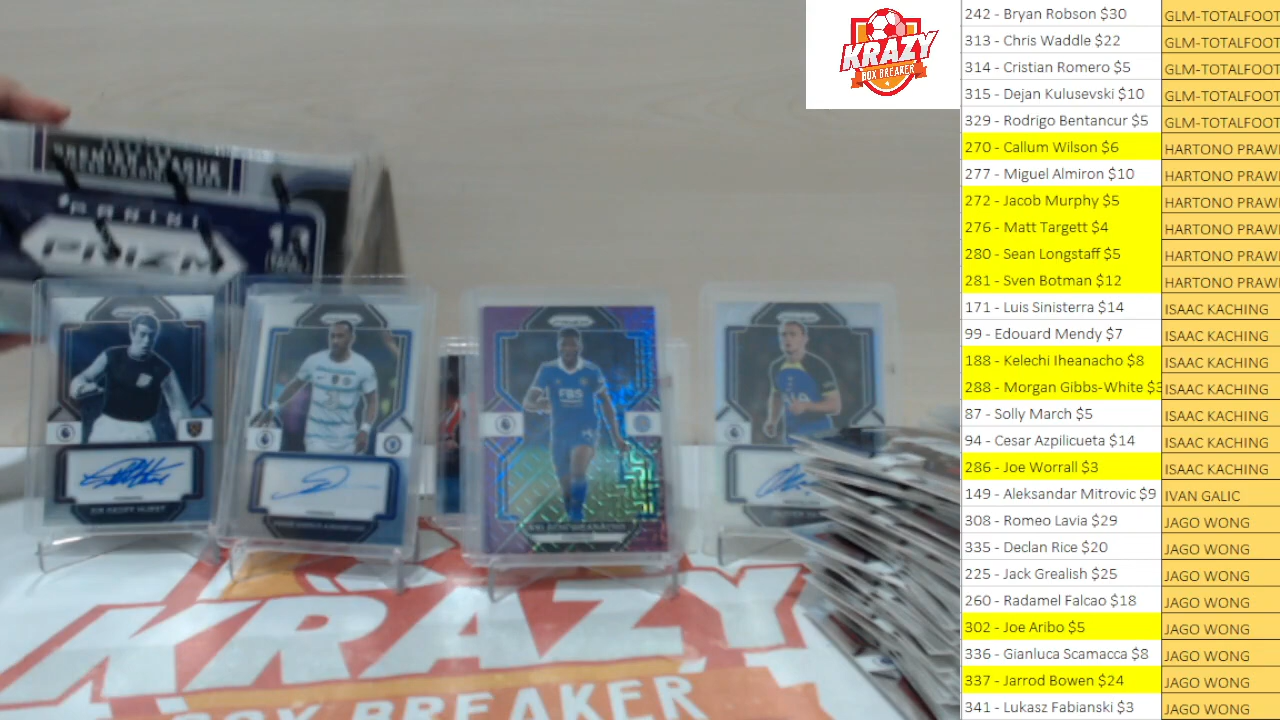 KRAZY
BOX BREAKER
PREMIER LEAGUE
PANINI
PRIZM
SIR GEOFF HURST
FBS
KRAZY
BOX BREAKER
242 - Bryan Robson $30 GLM-TOTALFOOT
313 - Chris Waddle $22 GLM-TOTALFOOT
314 - Cristian Romero $5 GLM-TOTALFOOT
315 - Dejan Kulusevski $10 GLM-TOTALFOOT
329 - Rodrigo Bentancur $5 GLM-TOTALFOOT
270 - Callum Wilson $6 HARTONO PRAWI
277 - Miguel Almiron $10 HARTONO PRAWI
272 - Jacob Murphy $5 HARTONO PRAWI
276 - Matt Targett $4 HARTONO PRAWI
280 - Sean Longstaff $5 HARTONO PRAWI
281 - Sven Botman $12 HARTONO PRAWI
171 - Luis Sinisterra $14 ISAAC KACHING
99 - Edouard Mendy $7 ISAAC KACHING
188 - Kelechi Iheanacho $8 ISAAC KACHING
288 - Morgan Gibbs-White $3 ISAAC KACHING
87 - Solly March $5 ISAAC KACHING
94 - Cesar Azpilicueta $14 ISAAC KACHING
286 - Joe Worrall $3 ISAAC KACHING
149 - Aleksandar Mitrovic $9 IVAN GALIC
308 - Romeo Lavia $29 JAGO WONG
335 - Declan Rice $20 JAGO WONG
225 - Jack Grealish $25 JAGO WONG
260 - Radamel Falcao $18 JAGO WONG
302 - Joe Aribo $5 JAGO WONG
336 - Gianluca Scamacca $8 JAGO WONG
337 - Jarrod Bowen $24 JAGO WONG
341 - Lukasz Fabianski $3 JAGO WONG